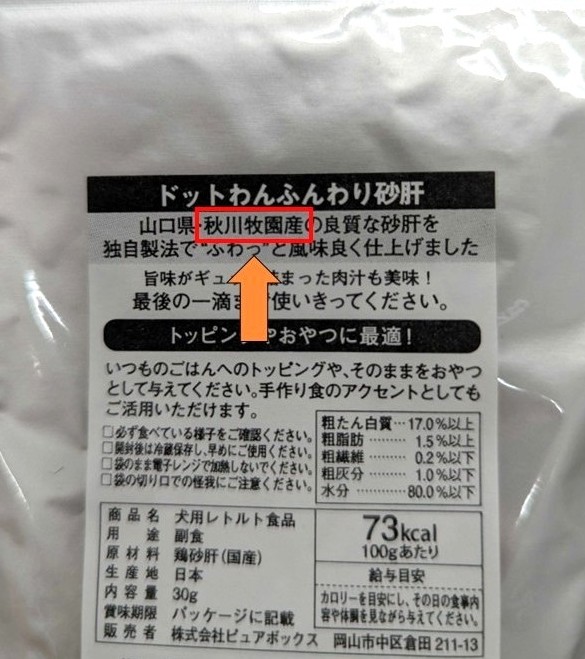 ドットわんふんわり砂肝
山口県・秋川牧園産の良質な砂肝を
独自製法で“ふわっ”と風味良く仕上げました
旨味がギュ まった肉汁も美味！
最後の一滴ま 使いきってください。
トッピン やおやつに最適！
いつものごはんへのトッピングや、そのままをおやつ
として与えてください。手作り食のアクセントとしても
ご活用いただけます。
□必ず食べている様子をご確認ください。
□開封後は冷蔵保存し、早めにご使用ください。
□袋のまま電子レンジで加熱しないでください。
□袋の切り口での怪我にご注意ください。
粗たん白質…17.0％以上
粗脂肪………1.5％以上
粗繊維………0.2％以下
粗灰分………1.0％以下
水分…………80.0％以下
商品名 犬用レトルト食品
用途 副食
原材料 鶏砂肝（国産）
生産地 日本
内容量 30g
賞味期限 パッケージに記載
販売者 株式会社ピュアボックス 岡山市中区倉田 211-13
73kcal
100gあたり
給与目安
カロリーを目安にし、その日の食事内
容や体調を見ながら与えてください。